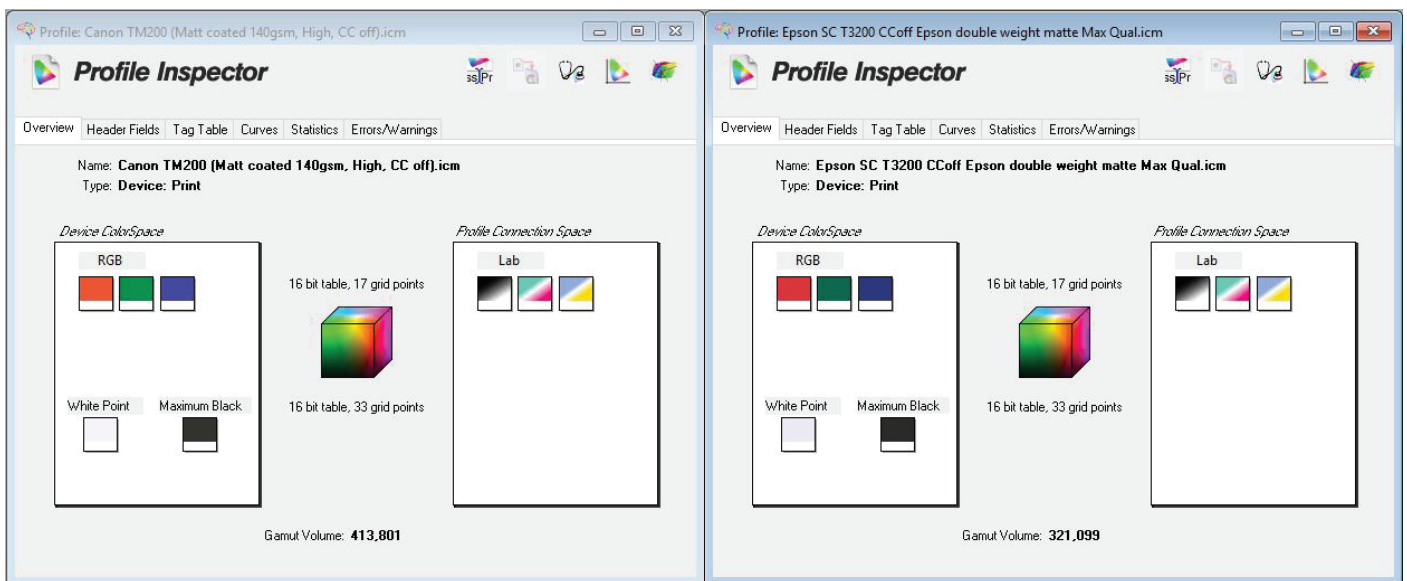 Profile: Canon TM200 (Matt coated 140gsm, High, CC off).icm
Profile Inspector
Overview Header Fields Tag Table Curves Statistics Errors/Warnings
Name: Canon TM200 (Matt coated 140gsm, High, CC off).icm
Type: Device: Print
Device ColorSpace
Profile Connection Space
RGB
Lab
16 bit table, 17 grid points
White Point Maximum Black
16 bit table, 33 grid points
Gamut Volume: 413,801
Profile: Epson SC T3200 CCoff Epson double weight matte Max Qual.icm
Profile Inspector
Overview Header Fields Tag Table Curves Statistics Errors/Warnings
Name: Epson SC T3200 CCoff Epson double weight matte Max Qual.icm
Type: Device: Print
Device ColorSpace
Profile Connection Space
RGB
Lab
16 bit table, 17 grid points
White Point Maximum Black
16 bit table, 33 grid points
Gamut Volume: 321,099